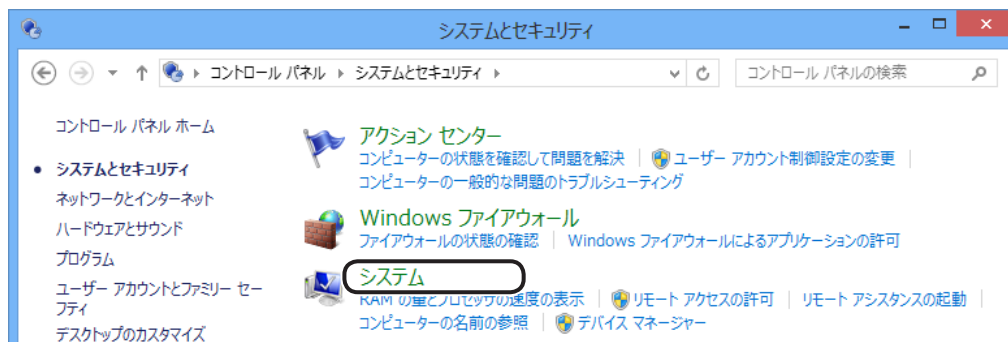 システムとセキュリティ
コントロール パネル ▸ システムとセキュリティ ▸
コントロール パネルの検索
コントロール パネル ホーム
システムとセキュリティ
ネットワークとインターネット
ハードウェアとサウンド
プログラム
ユーザー アカウントとファミリー セー
フティ
デスクトップのカスタマイズ
アクション センター
コンピューターの状態を確認して問題を解決 | ユーザー アカウント制御設定の変更 |
コンピューターの一般的な問題のトラブルシューティング
Windows ファイアウォール
ファイアウォールの状態の確認 | Windows ファイアウォールによるアプリケーションの許可
システム
RAM の量とプロセッサの速度の表示 | リモート アクセスの許可 | リモート アシスタンスの起動 |
コンピューターの名前の参照 | デバイス マネージャー